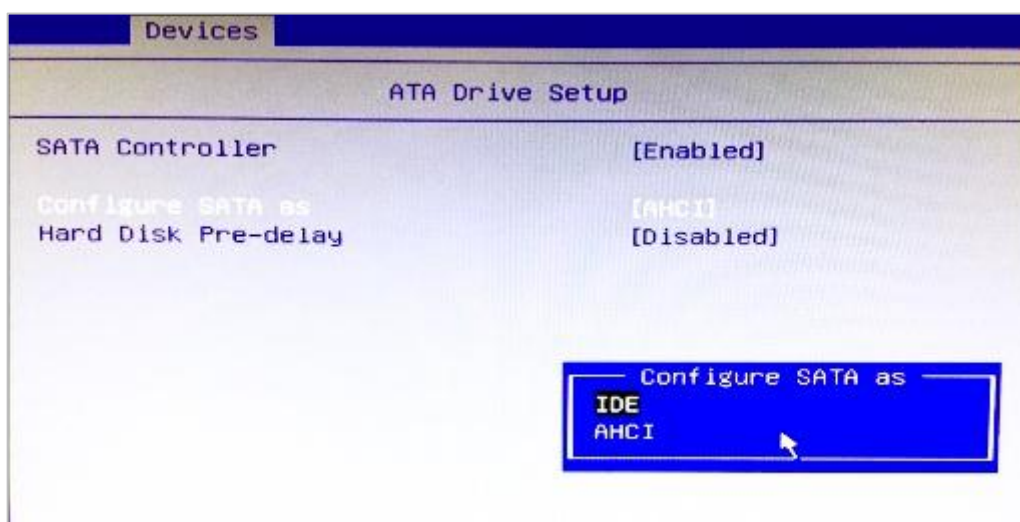 Devices
ATA Drive Setup
SATA Controller [Enabled]
Configure SATA as [AHCI]
Hard Disk Pre-delay [Disabled]
Configure SATA as
IDE
AHCI